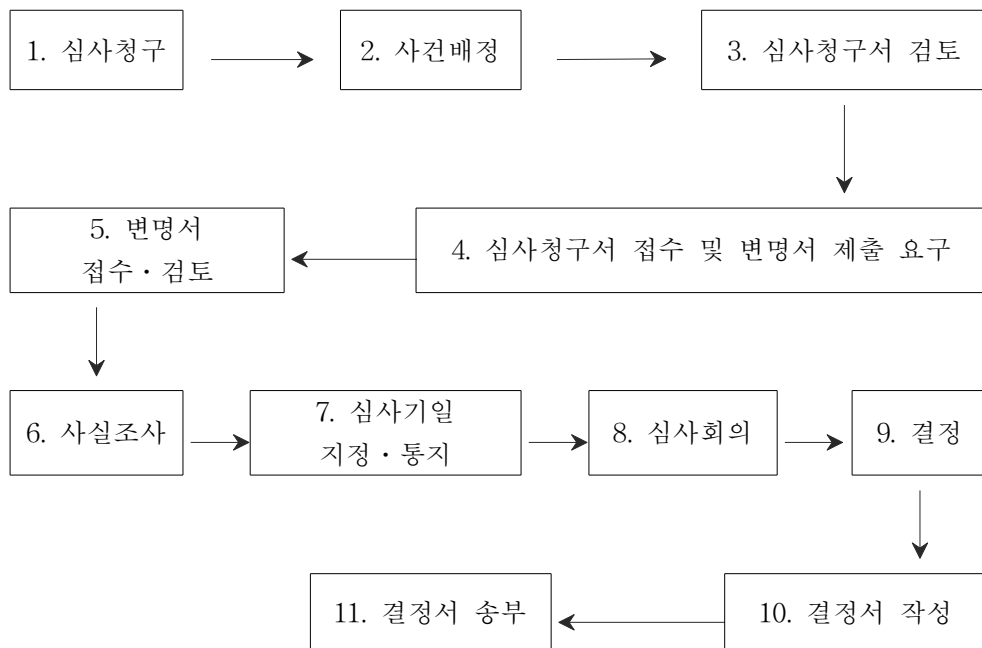 1. 심사청구
2. 사건배정
3. 심사청구서 검토
4. 심사청구서 접수 및 변명서 제출 요구
5. 변명서
접수·검토
6. 사실조사
7. 심사기일
지정·통지
8. 심사회의
9. 결정
10. 결정서 작성
11. 결정서 송부